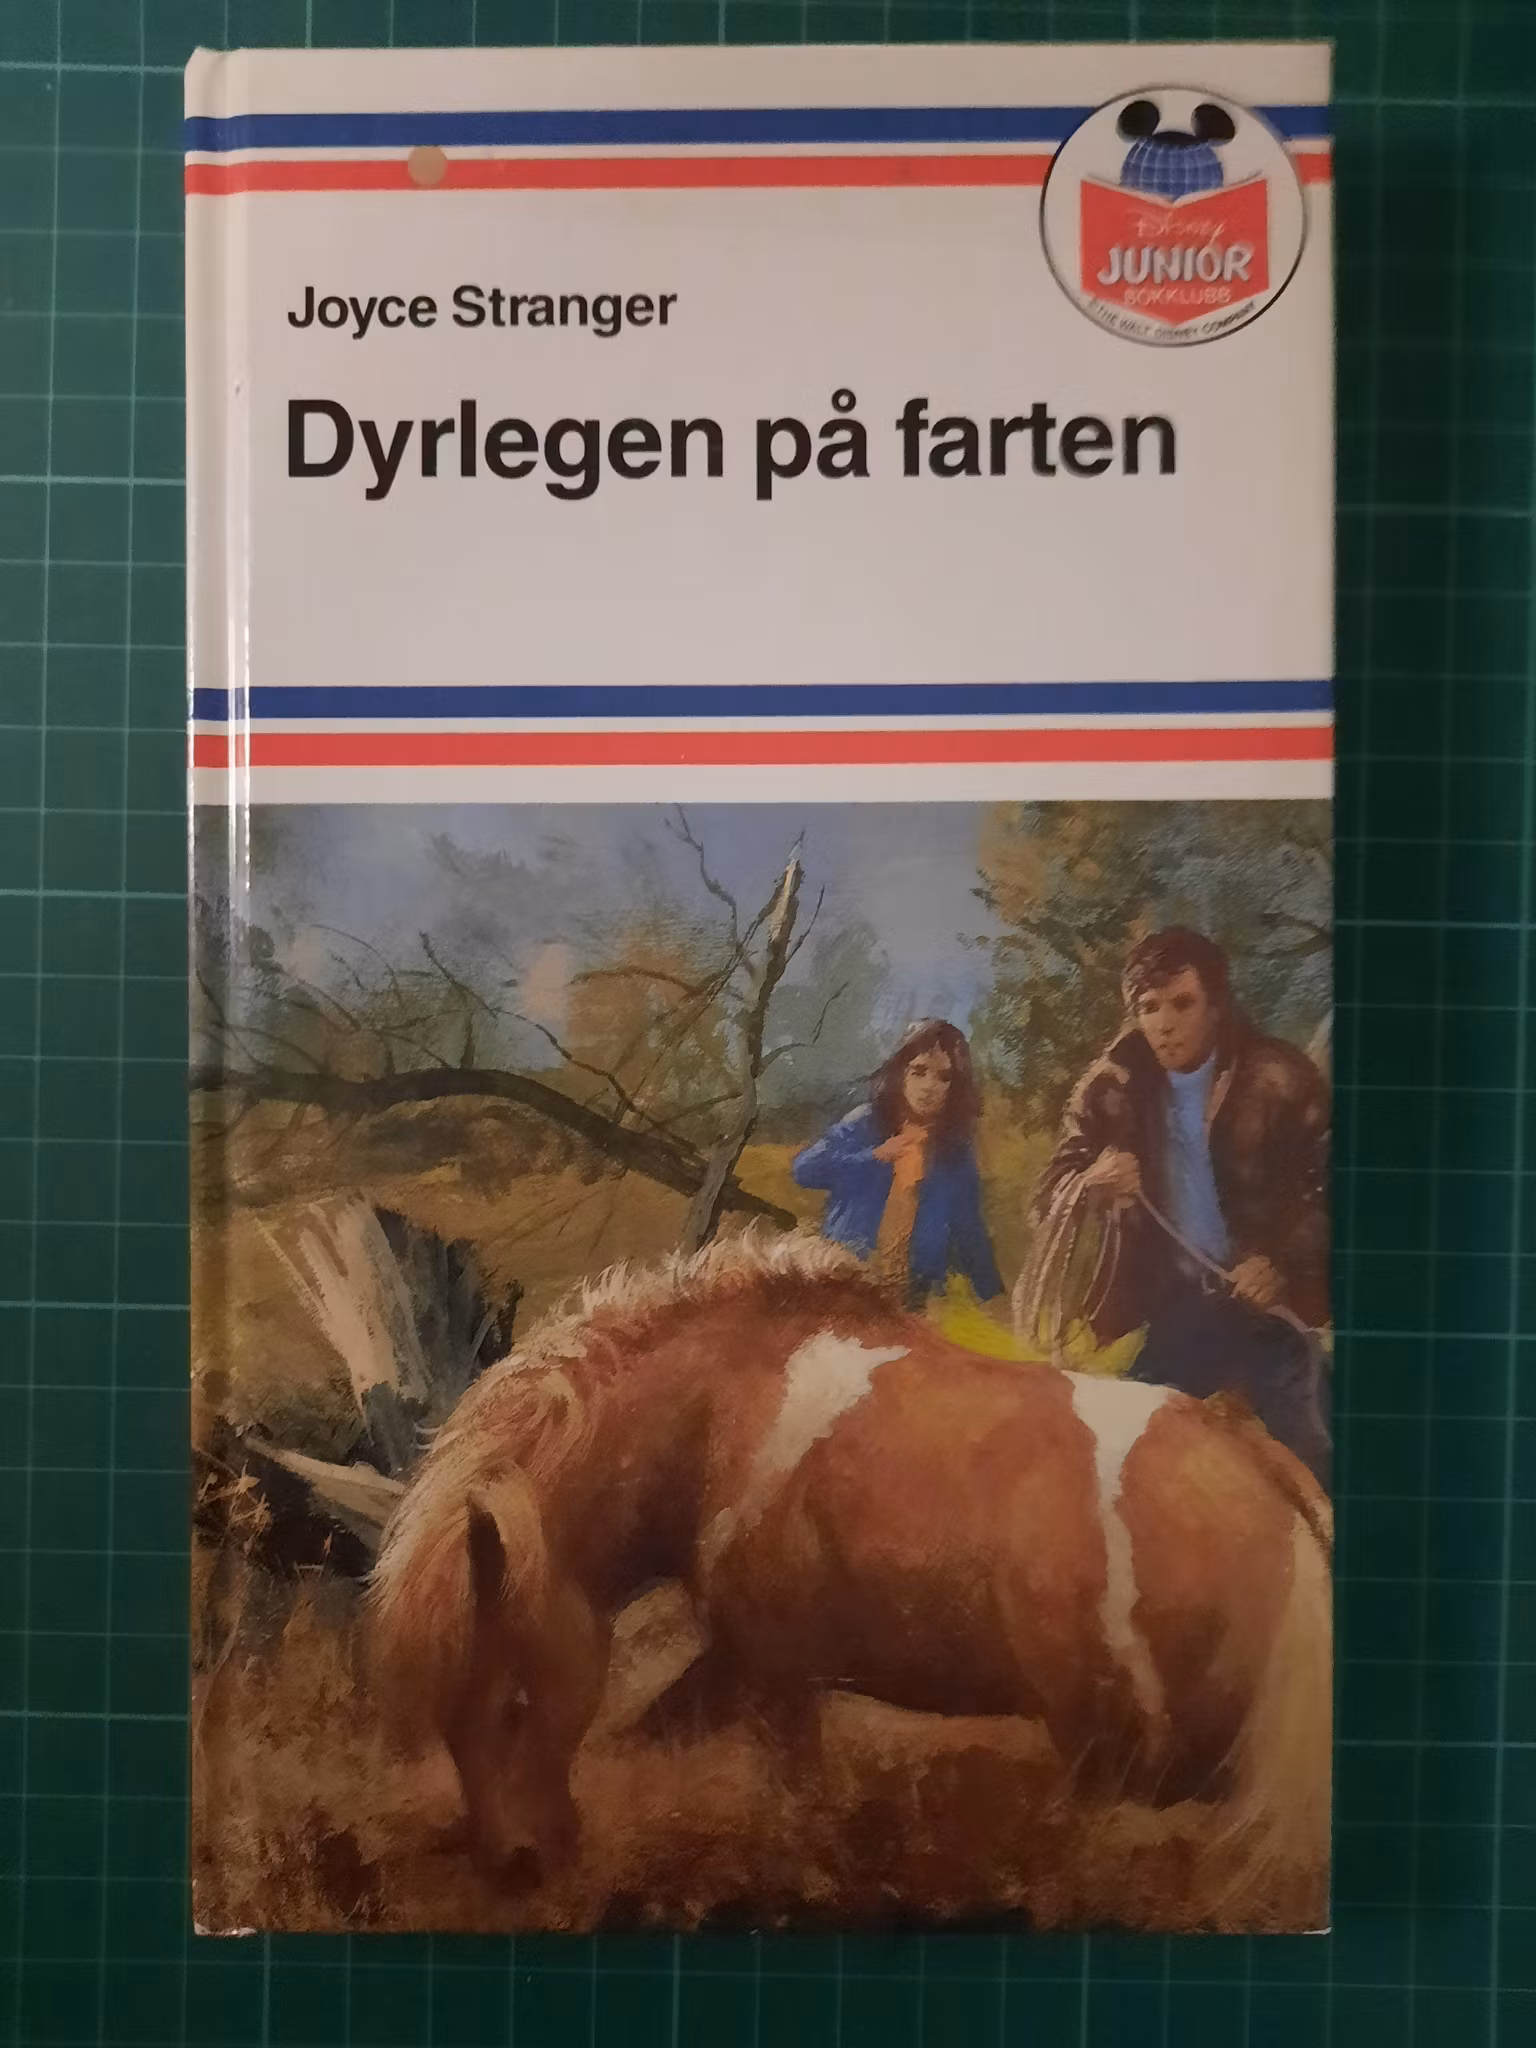 Disney
JUNIOR
BOKKLUBB
© THE WALT DISNEY COMPANY
Joyce Stranger
Dyrlegen på farten